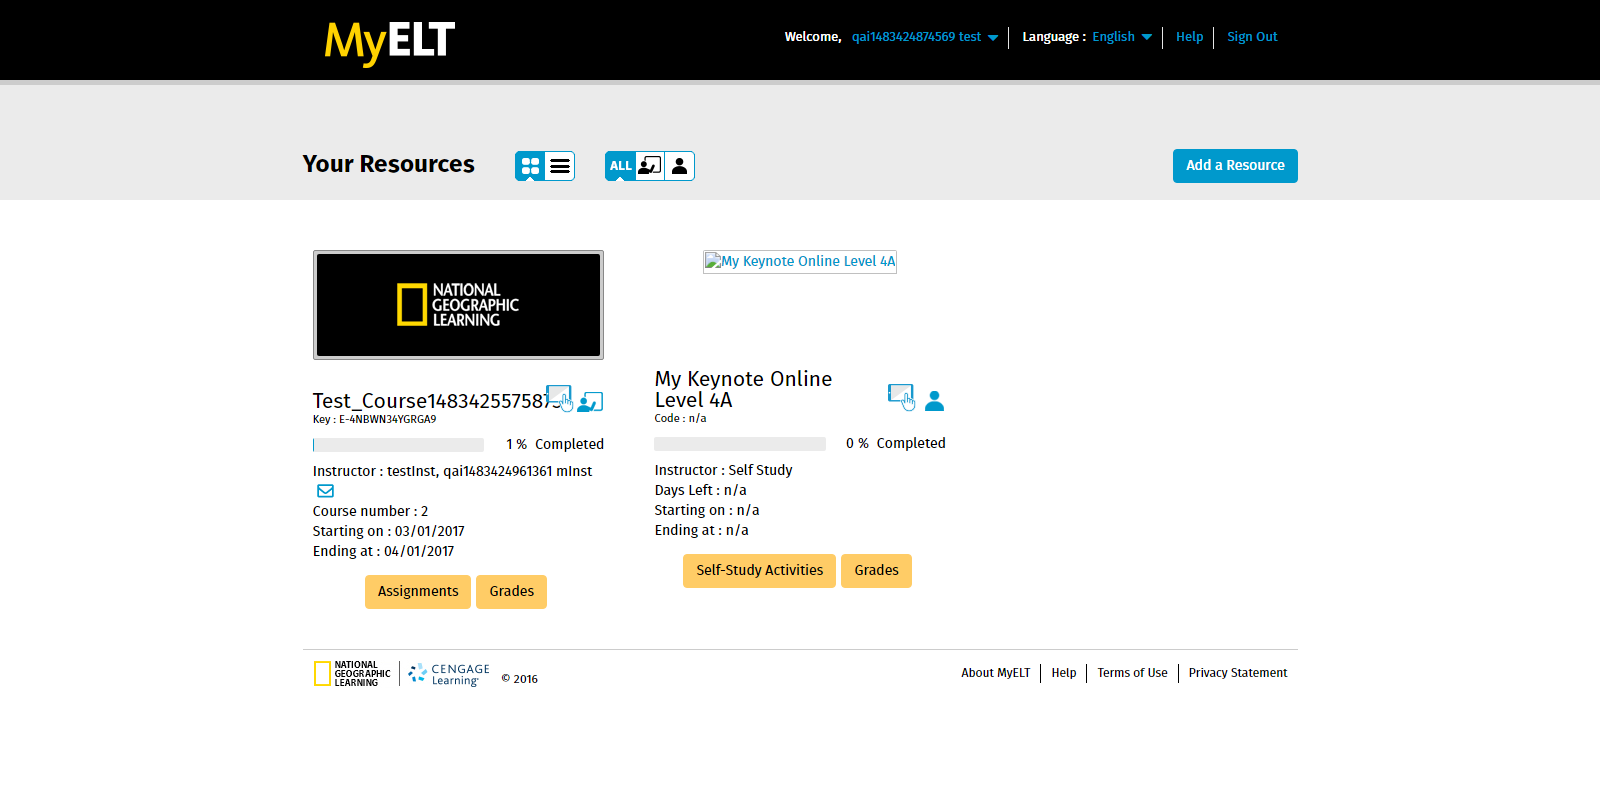 MyELT
Welcome, qai1483424874569 test
Language : English
Help
Sign Out
Your Resources
ALL
Add a Resource
NATIONAL
GEOGRAPHIC
LEARNING
Test_Course1483425575875
Key : E-4NBWN34YGRGA9
1 % Completed
Instructor : testInst, qai1483424961361 mInst
Course number : 2
Starting on : 03/01/2017
Ending at : 04/01/2017
Assignments
Grades
My Keynote Online Level 4A
My Keynote Online
Level 4A
Code : n/a
0 % Completed
Instructor : Self Study
Days Left : n/a
Starting on : n/a
Ending at : n/a
Self-Study Activities
Grades
NATIONAL
GEOGRAPHIC
LEARNING
CENGAGE
Learning
© 2016
About MyELT
Help
Terms of Use
Privacy Statement